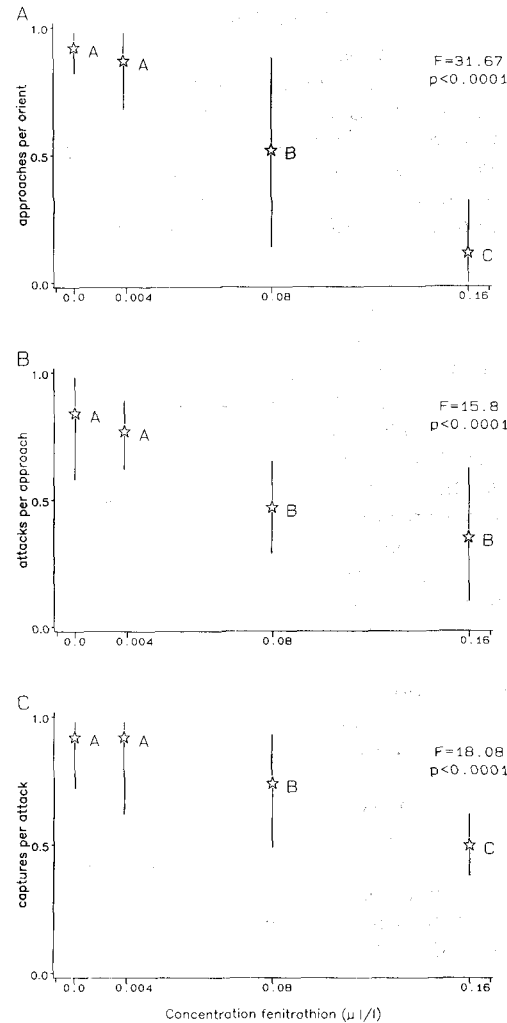 A
1.0
A
A
F=31.67
p<0.0001
approaches per orient
0.5
B
C
0.0
0.0
0.004
0.08
0.16
B
1.0
A
A
F=15.8
p<0.0001
attacks per approach
0.5
B
B
0.0
0.0
0.004
0.08
0.16
C
1.0
A
A
F=18.08
p<0.0001
captures per attack
B
0.5
C
0.0
0.0
0.004
0.08
0.16
Concentration fenitrothion (μl/l)